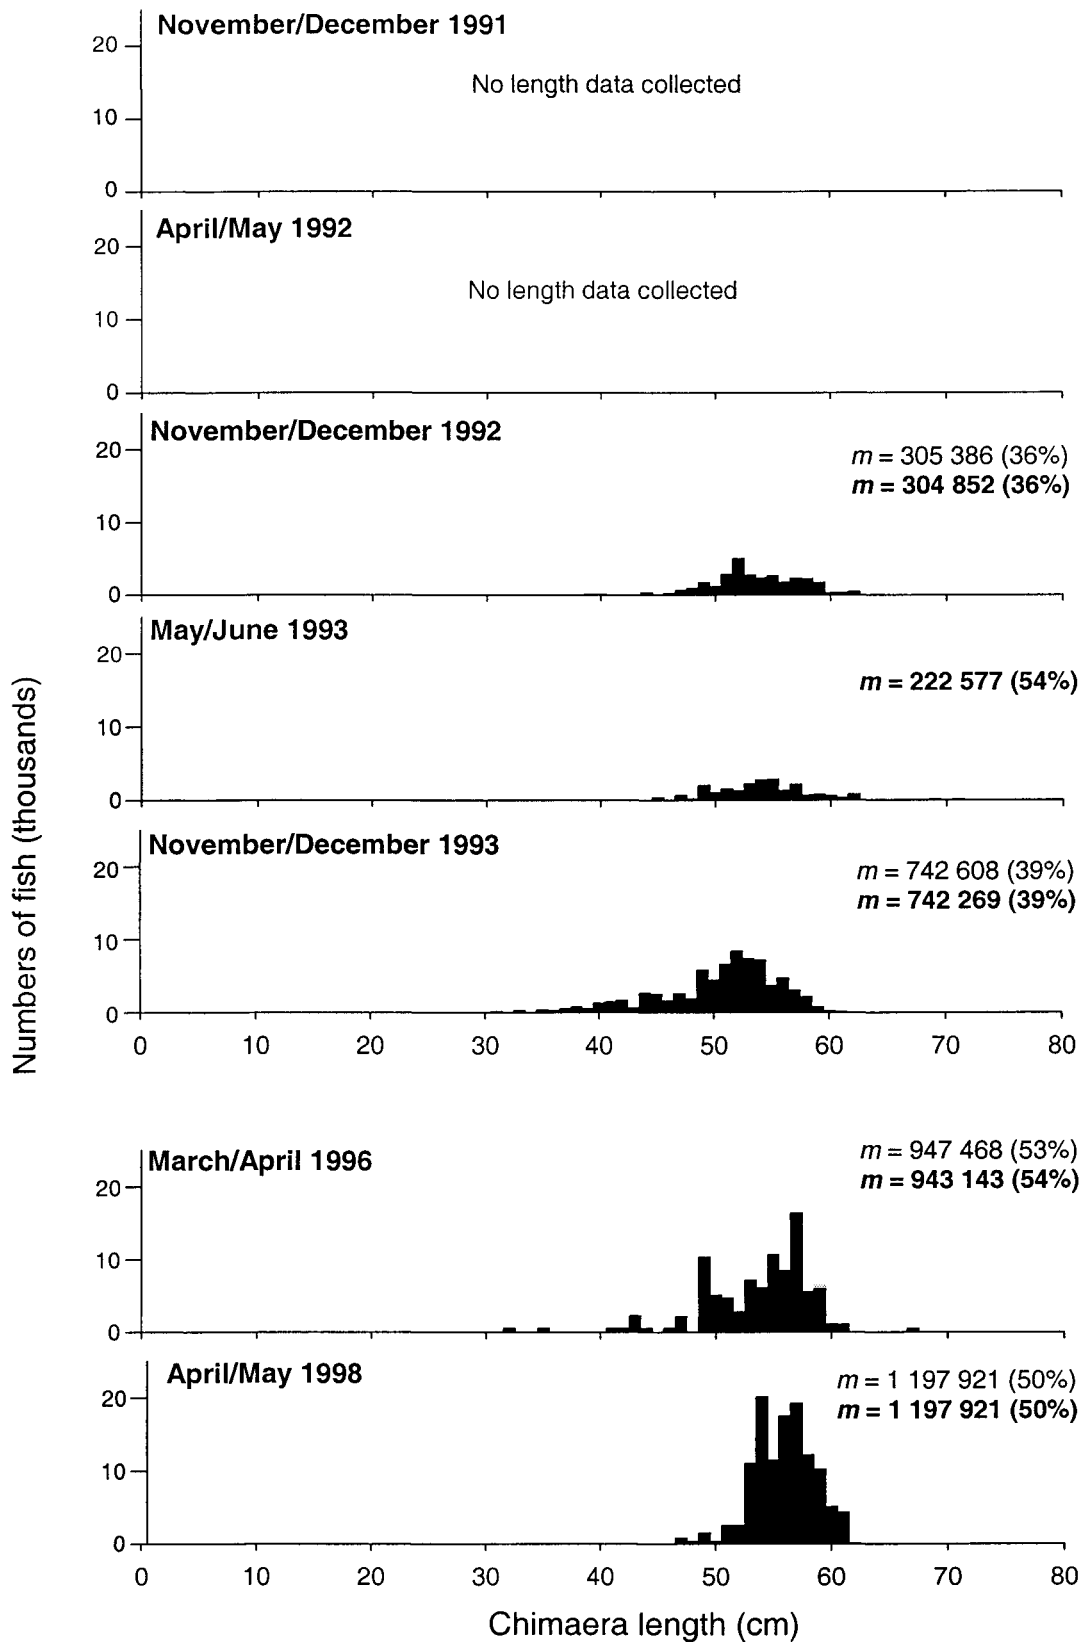 November/December 1991
20
No length data collected
10
0
April/May 1992
20
No length data collected
10
0
November/December 1992
20
m = 305 386 (36%)
m = 304 852 (36%)
10
0
May/June 1993
20
m = 222 577 (54%)
10
0
Numbers of fish (thousands)
November/December 1993
20
m = 742 608 (39%)
m = 742 269 (39%)
10
0
0 10 20 30 40 50 60 70 80
March/April 1996
m = 947 468 (53%)
m = 943 143 (54%)
20
10
0
April/May 1998
m = 1 197 921 (50%)
m = 1 197 921 (50%)
20
10
0
0 10 20 30 40 50 60 70 80
Chimaera length (cm)